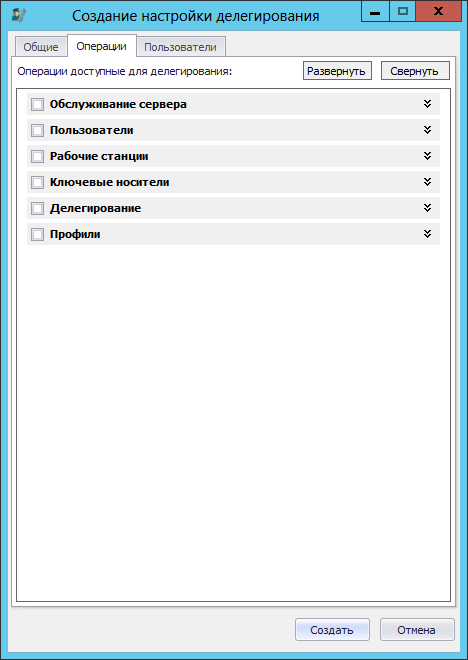 Создание настройки делегирования
Общие Операции Пользователи
Операции доступные для делегирования: Развернуть Свернуть
Обслуживание сервера
Пользователи
Рабочие станции
Ключевые носители
Делегирование
Профили
Создать Отмена